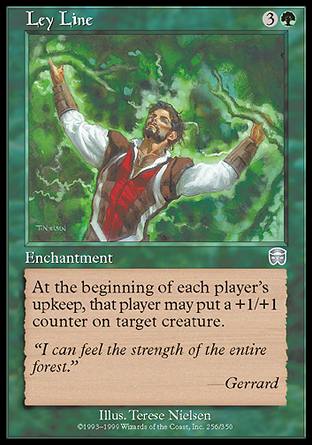 Ley Line 3
T. NIELSEN
Enchantment
At the beginning of each player's
upkeep, that player may put a +1/+1
counter on target creature.
"I can feel the strength of the entire
forest."
—Gerrard
Illus. Terese Nielsen
©1993–1999 Wizards of the Coast, Inc. 256/350